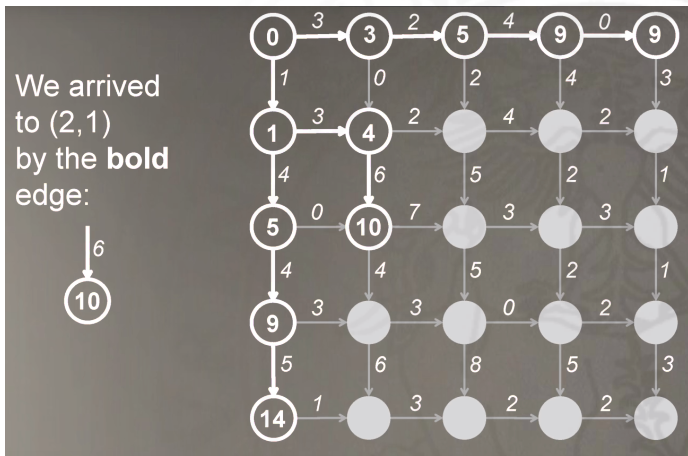 0 3 3 2 5 4 9 0 9
We arrived
to (2,1)
by the bold
edge:
6
10
1 0 2 4 3
1 3 4 2 4 2
4 6 5 2 1
5 0 10 7 3 3
4 4 5 2 1
9 3 3 0 2
5 6 8 5 3
14 1 3 2 2